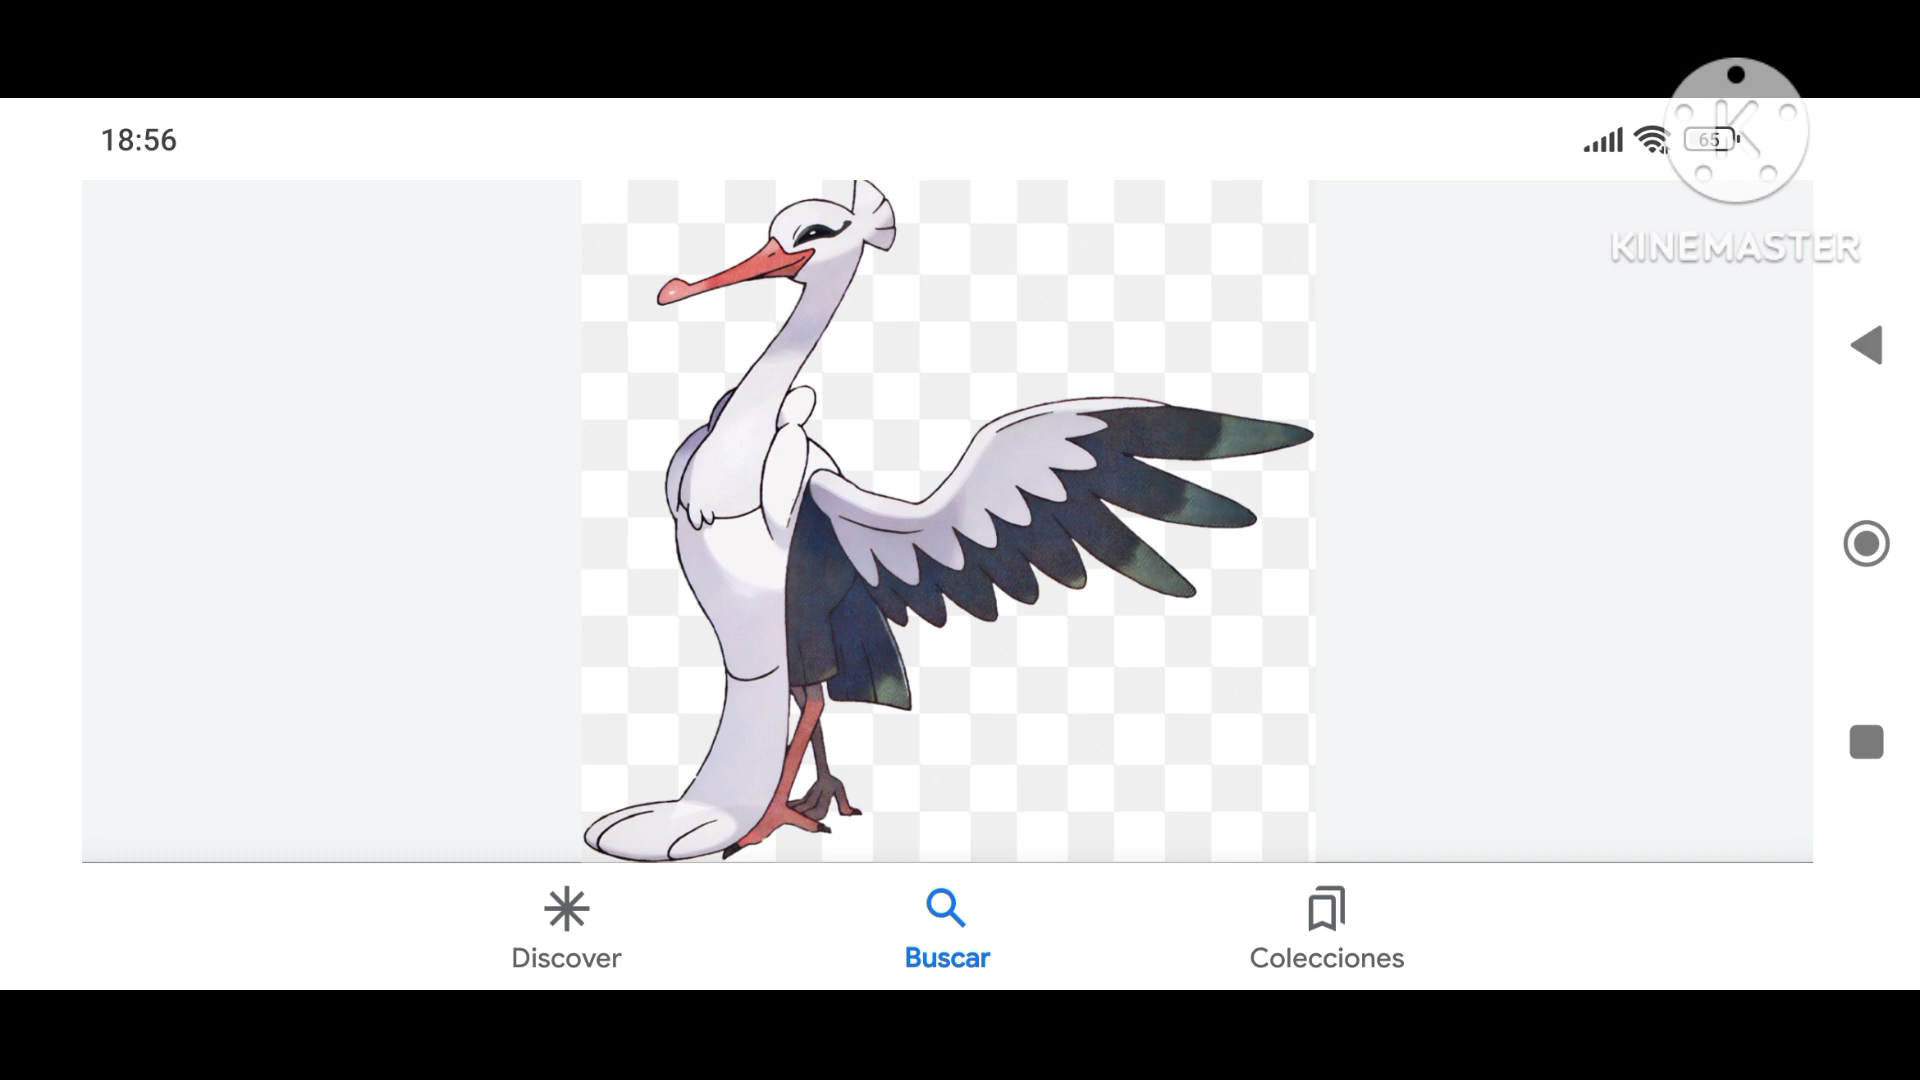 18:56
65
K
KINEMASTER
Discover
Buscar
Colecciones